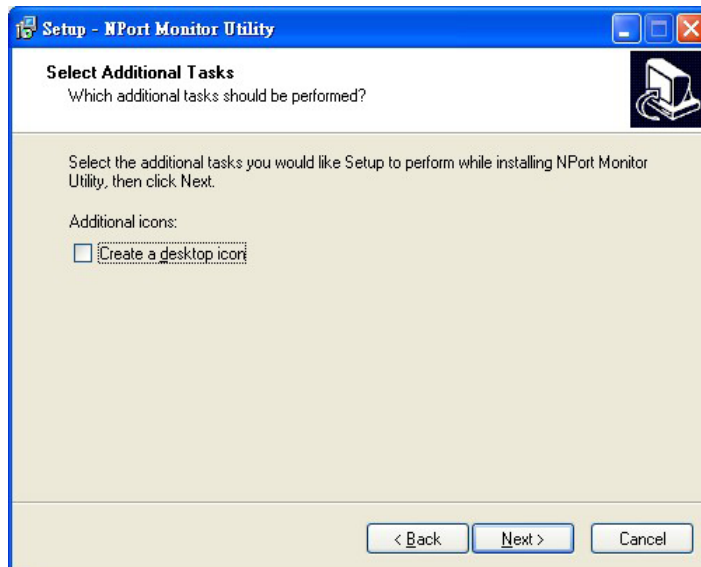 Setup - NPort Monitor Utility
Select Additional Tasks
Which additional tasks should be performed?
Select the additional tasks you would like Setup to perform while installing NPort Monitor
Utility, then click Next.
Additional icons:
Create a desktop icon
< Back
Next >
Cancel